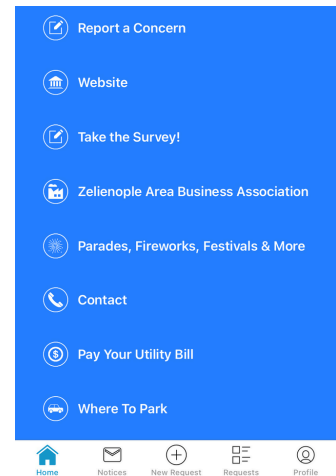 Report a Concern
Website
Take the Survey!
Zelienople Area Business Association
Parades, Fireworks, Festivals & More
Contact
$ Pay Your Utility Bill
Where To Park
Home Notices New Request Requests Profile